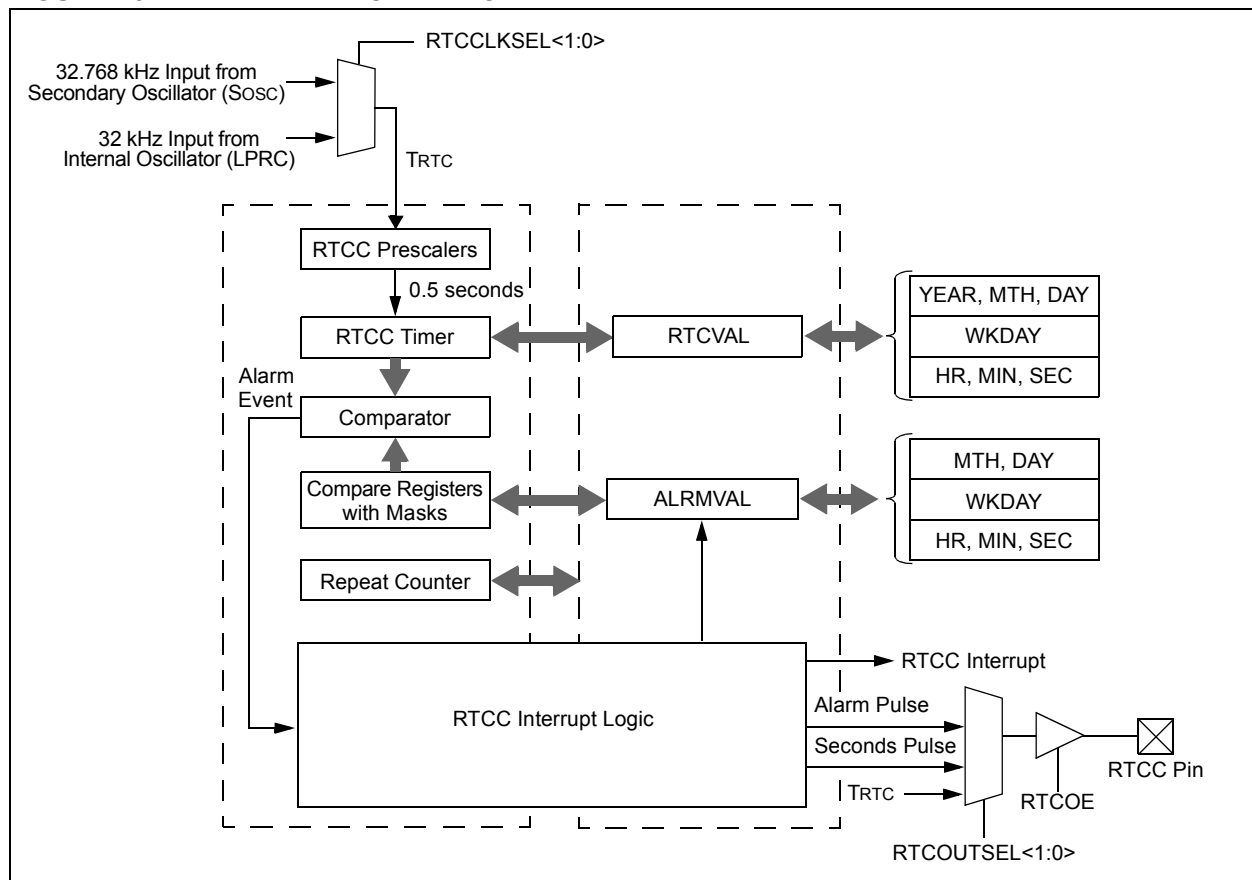 RTCCLKSEL<1:0>
32.768 kHz Input from
Secondary Oscillator (SOSC)
32 kHz Input from
Internal Oscillator (LPRC)
TRTC
RTCC Prescalers
0.5 seconds
RTCC Timer
RTCVAL
YEAR, MTH, DAY
WKDAY
HR, MIN, SEC
Alarm
Event
Comparator
Compare Registers
with Masks
ALRMVAL
MTH, DAY
WKDAY
HR, MIN, SEC
Repeat Counter
RTCC Interrupt Logic
RTCC Interrupt
Alarm Pulse
Seconds Pulse
TRTC
RTCC Pin
RTCOE
RTCOUTSEL<1:0>